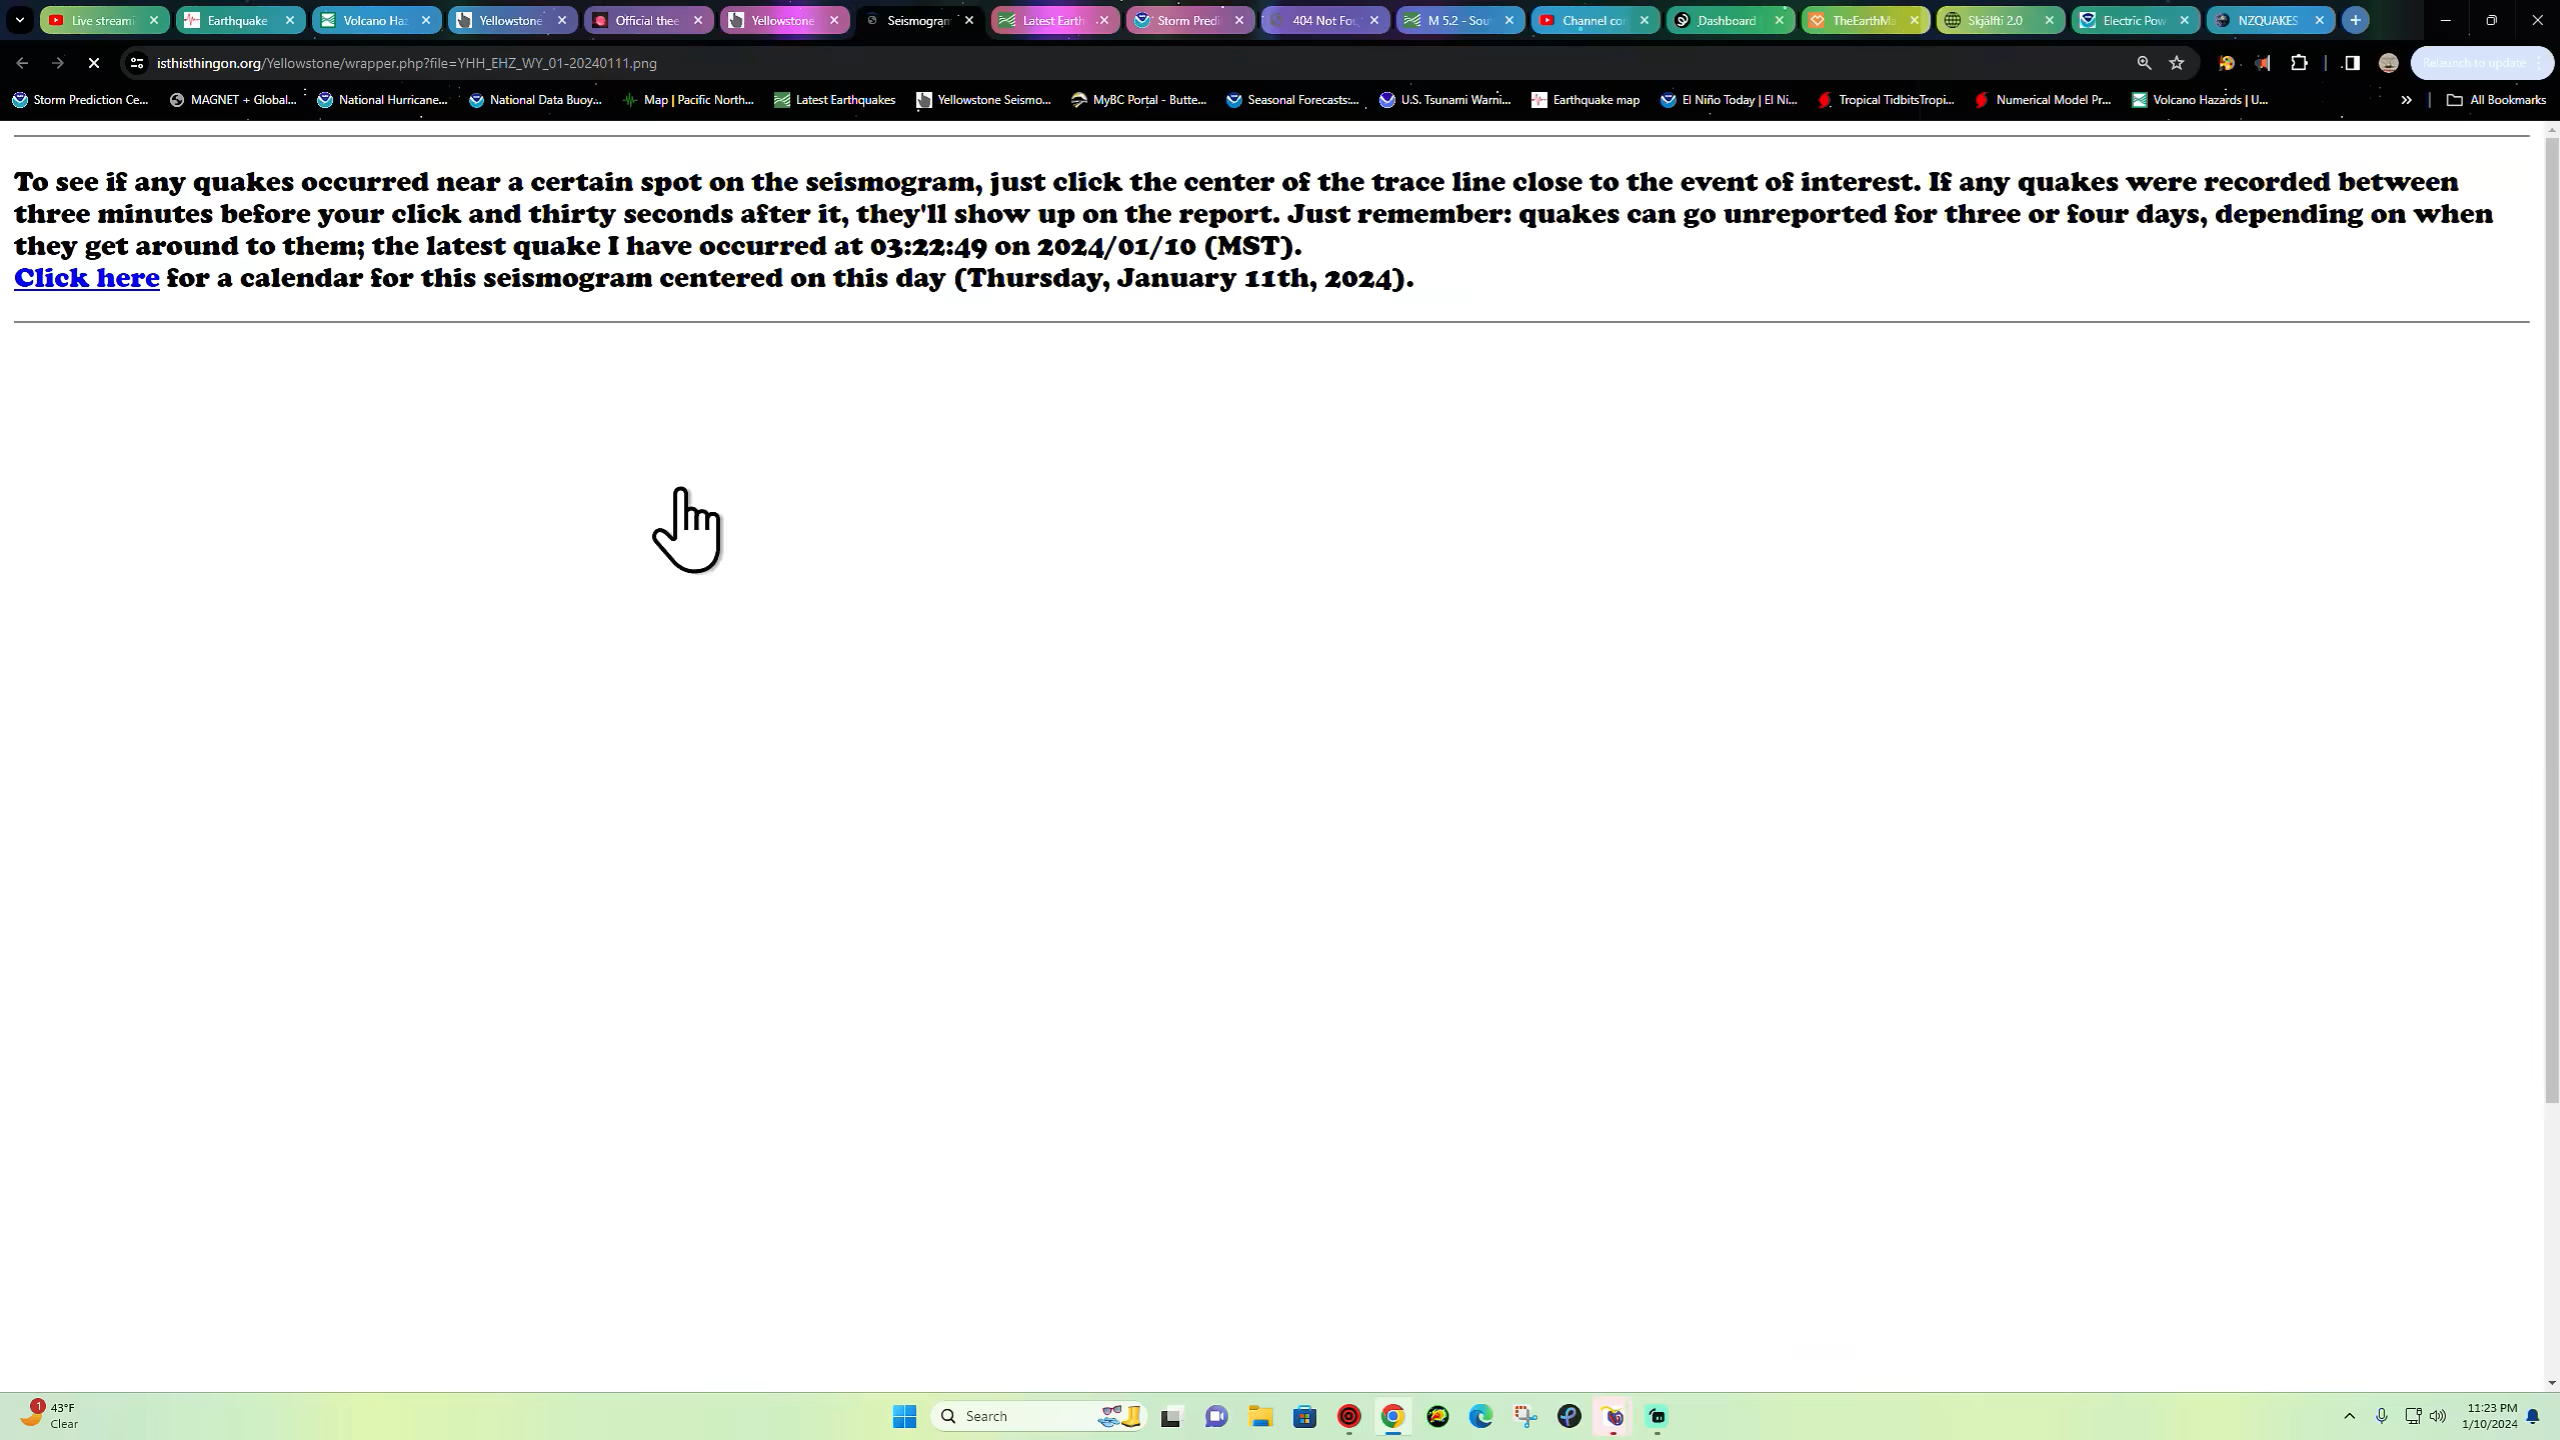 Live streami
Earthquake
Volcano Haz
Yellowstone
Official thee
Yellowstone
Seismogram
Latest Earth
Storm Predi
404 Not Fou
M 5.2 - Sou
Channel co
Dashboard
TheEarthMa
Skjálfti 2.0
Electric Pow
NZQUAKES
isthisthingon.org/Yellowstone/wrapper.php?file=YHH_EHZ_WY_01-20240111.png
Relaunch to update
Storm Prediction Ce...
MAGNET + Global...
National Hurricane...
National Data Buoy...
Map | Pacific North...
Latest Earthquakes
Yellowstone Seismo...
MyBC Portal - Butte...
Seasonal Forecasts:...
U.S. Tsunami Warni...
Earthquake map
El Niño Today | El Ni...
Tropical TidbitsTropi...
Numerical Model Pr...
Volcano Hazards | U...
All Bookmarks
To see if any quakes occurred near a certain spot on the seismogram, just click the center of the trace line close to the event of interest. If any quakes were recorded between
three minutes before your click and thirty seconds after it, they'll show up on the report. Just remember: quakes can go unreported for three or four days, depending on when
they get around to them; the latest quake I have occurred at 03:22:49 on 2024/01/10 (MST).
Click here for a calendar for this seismogram centered on this day (Thursday, January 11th, 2024).
1
43°F
Clear
Search
11:23 PM
1/10/2024